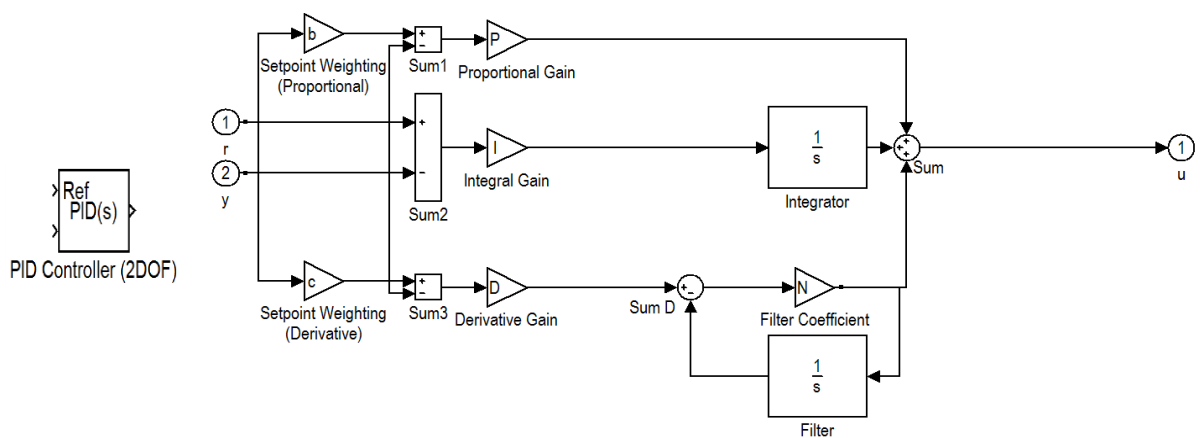 Ref
PID(s)
PID Controller (2DOF)
1
r
2
y
b
Setpoint Weighting
(Proportional)
+
−
Sum1
P
Proportional Gain
+
−
Sum2
I
Integral Gain
1
s
Integrator
c
Setpoint Weighting
(Derivative)
+
−
Sum3
D
Derivative Gain
+
−
Sum D
N
Filter Coefficient
1
s
Filter
+
+
+
Sum
1
u